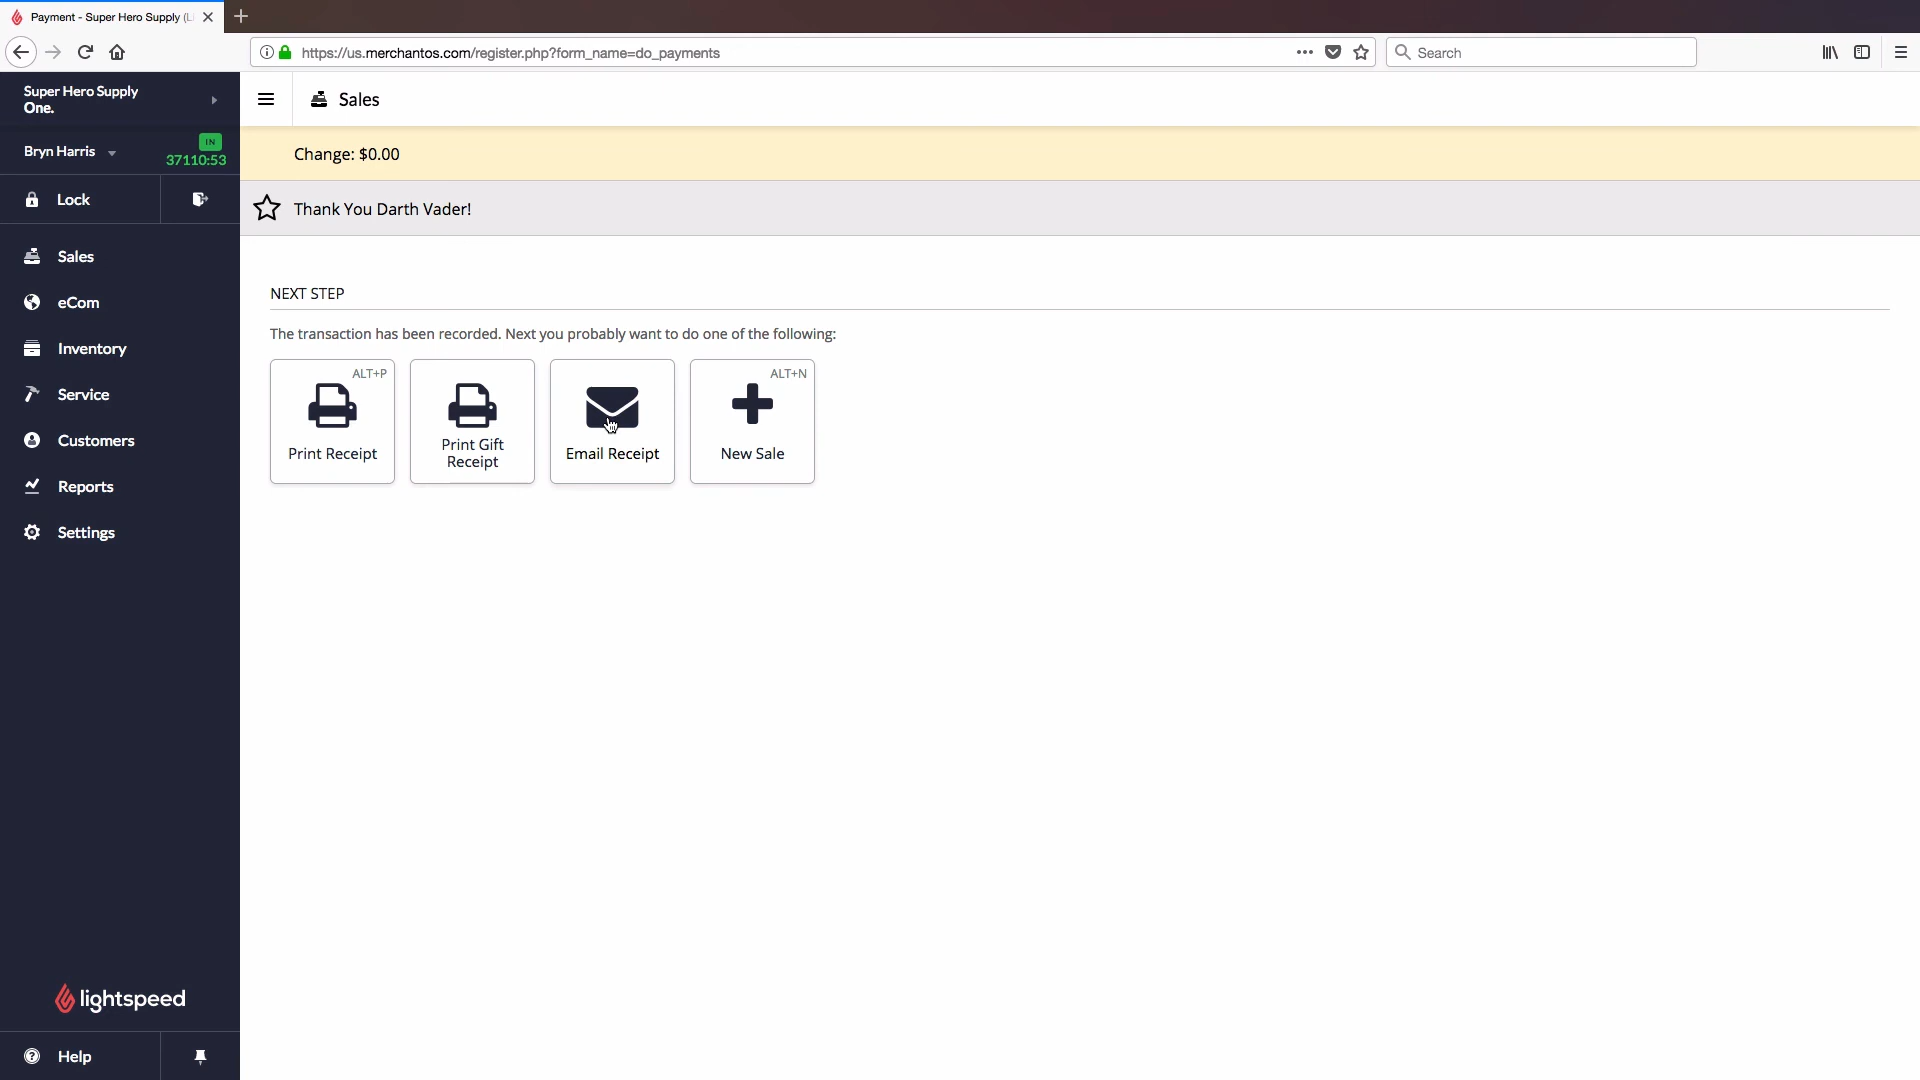 Payment - Super Hero Supply (L
https://us.merchantos.com/register.php?form_name=do_payments
Search
Super Hero Supply
One.
Bryn Harris
IN
37110:53
Lock
Sales
eCom
Inventory
Service
Customers
Reports
Settings
lightspeed
Help
Sales
Change: $0.00
Thank You Darth Vader!
NEXT STEP
The transaction has been recorded. Next you probably want to do one of the following:
ALT+P
Print Receipt
Print Gift
Receipt
Email Receipt
ALT+N
New Sale